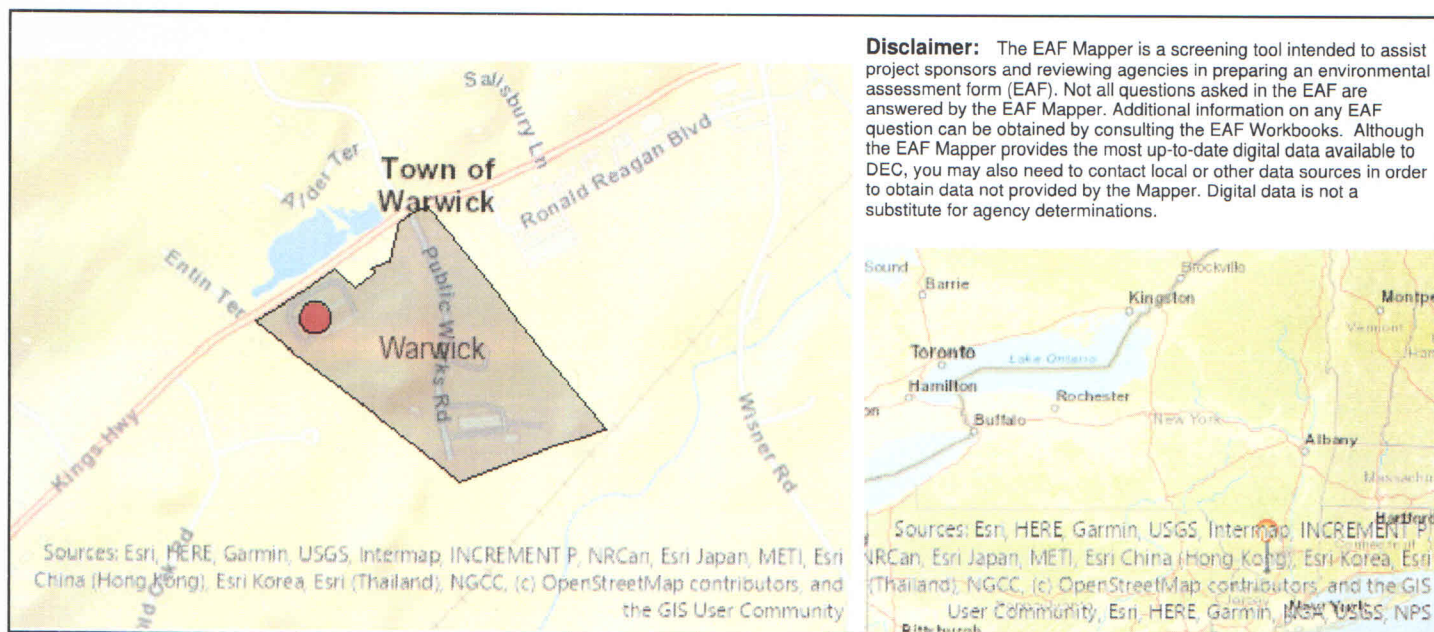 Disclaimer: The EAF Mapper is a screening tool intended to assist
project sponsors and reviewing agencies in preparing an environmental
assessment form (EAF). Not all questions asked in the EAF are
answered by the EAF Mapper. Additional information on any EAF
question can be obtained by consulting the EAF Workbooks. Although
the EAF Mapper provides the most up-to-date digital data available to
DEC, you may also need to contact local or other data sources in order
to obtain data not provided by the Mapper. Digital data is not a
substitute for agency determinations.
Salisbury Ln
Alder Ter
Town of
Warwick
Ronald Reagan Blvd
Entin Ter
Public Works Rd
Warwick
Kings Hwy
Wisner Rd
Rd
Sources: Esri, HERE, Garmin, USGS, Intermap, INCREMENT P, NRCan, Esri Japan, METI, Esri
China (Hong Kong), Esri Korea, Esri (Thailand), NGCC, (c) OpenStreetMap contributors, and
the GIS User Community
Sound
Barrie
Brockville
Kingston
Montpe
Vermont
Toronto
Lake Ontario
Hamilton
Rochester
Buffalo
New York
Albany
Massachu
Hartford
Sources: Esri, HERE, Garmin, USGS, Intermap, INCREMENT P,
NRCan, Esri Japan, METI, Esri China (Hong Kong), Esri Korea, Esri
(Thailand), NGCC, (c) OpenStreetMap contributors, and the GIS
User Community, Esri, HERE, Garmin, NGA, USGS, NPS
New York
Pittsburgh